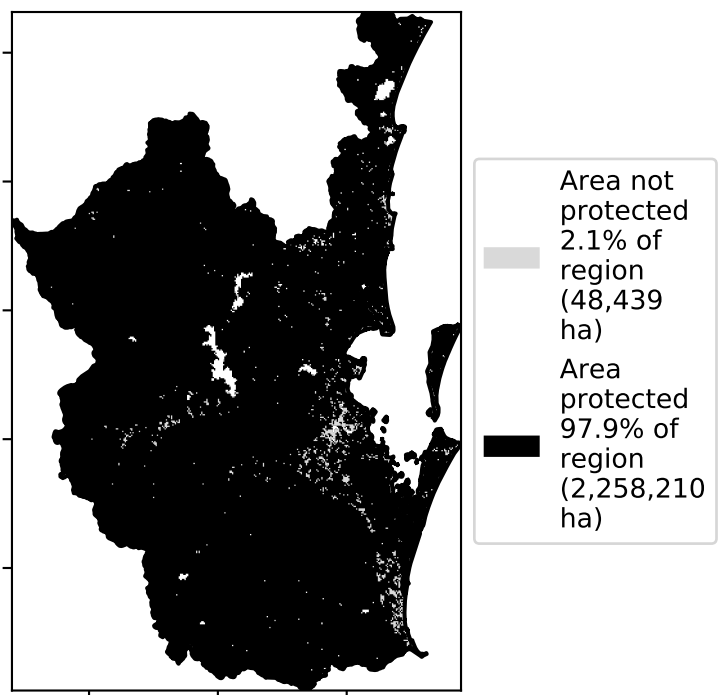 Area not
protected
2.1% of
region
(48,439
ha)
Area
protected
97.9% of
region
(2,258,210
ha)